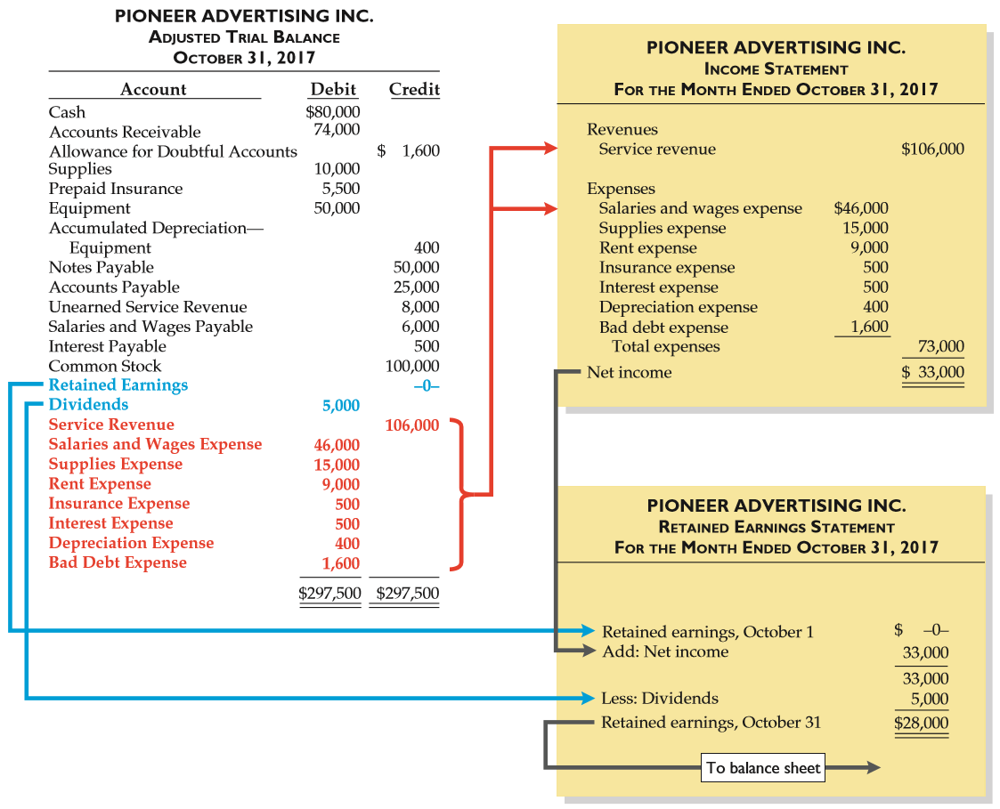 PIONEER ADVERTISING INC.
ADJUSTED TRIAL BALANCE
OCTOBER 31, 2017
Account Debit Credit
Cash $80,000
Accounts Receivable 74,000
Allowance for Doubtful Accounts $ 1,600
Supplies 10,000
Prepaid Insurance 5,500
Equipment 50,000
Accumulated Depreciation—
Equipment 400
Notes Payable 50,000
Accounts Payable 25,000
Unearned Service Revenue 8,000
Salaries and Wages Payable 6,000
Interest Payable 500
Common Stock 100,000
Retained Earnings –0–
Dividends 5,000
Service Revenue 106,000
Salaries and Wages Expense 46,000
Supplies Expense 15,000
Rent Expense 9,000
Insurance Expense 500
Interest Expense 500
Depreciation Expense 400
Bad Debt Expense 1,600
$297,500 $297,500
PIONEER ADVERTISING INC.
INCOME STATEMENT
FOR THE MONTH ENDED OCTOBER 31, 2017
Revenues
Service revenue $106,000
Expenses
Salaries and wages expense $46,000
Supplies expense 15,000
Rent expense 9,000
Insurance expense 500
Interest expense 500
Depreciation expense 400
Bad debt expense 1,600
Total expenses 73,000
Net income $ 33,000
PIONEER ADVERTISING INC.
RETAINED EARNINGS STATEMENT
FOR THE MONTH ENDED OCTOBER 31, 2017
Retained earnings, October 1 $ –0–
Add: Net income 33,000
33,000
Less: Dividends 5,000
Retained earnings, October 31 $28,000
To balance sheet